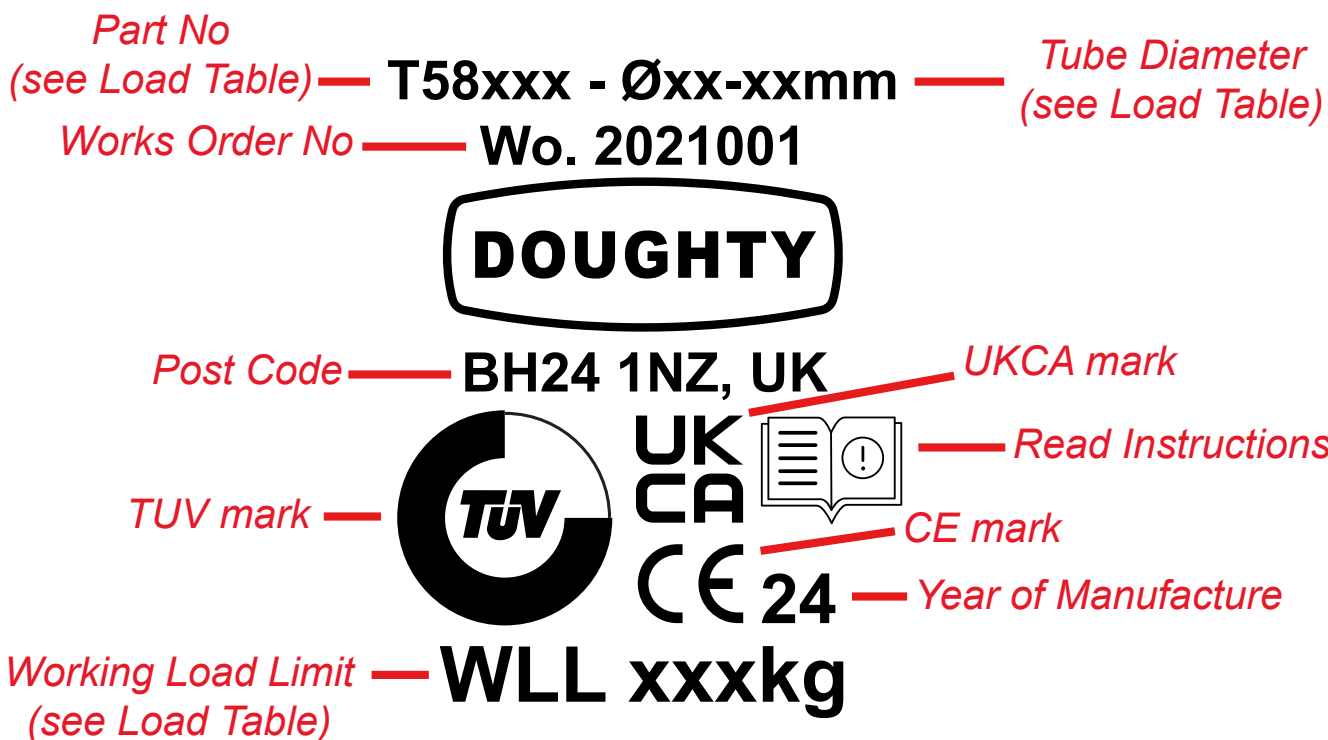 Part No
(see Load Table)
T58xxx - Øxx-xxmm
Tube Diameter
(see Load Table)
Works Order No
Wo. 2021001
DOUGHTY
Post Code
BH24 1NZ, UK
UKCA mark
UK
CA
!
Read Instructions
TUV mark
TÜV
CE mark
CE 24
Year of Manufacture
Working Load Limit
(see Load Table)
WLL xxxkg